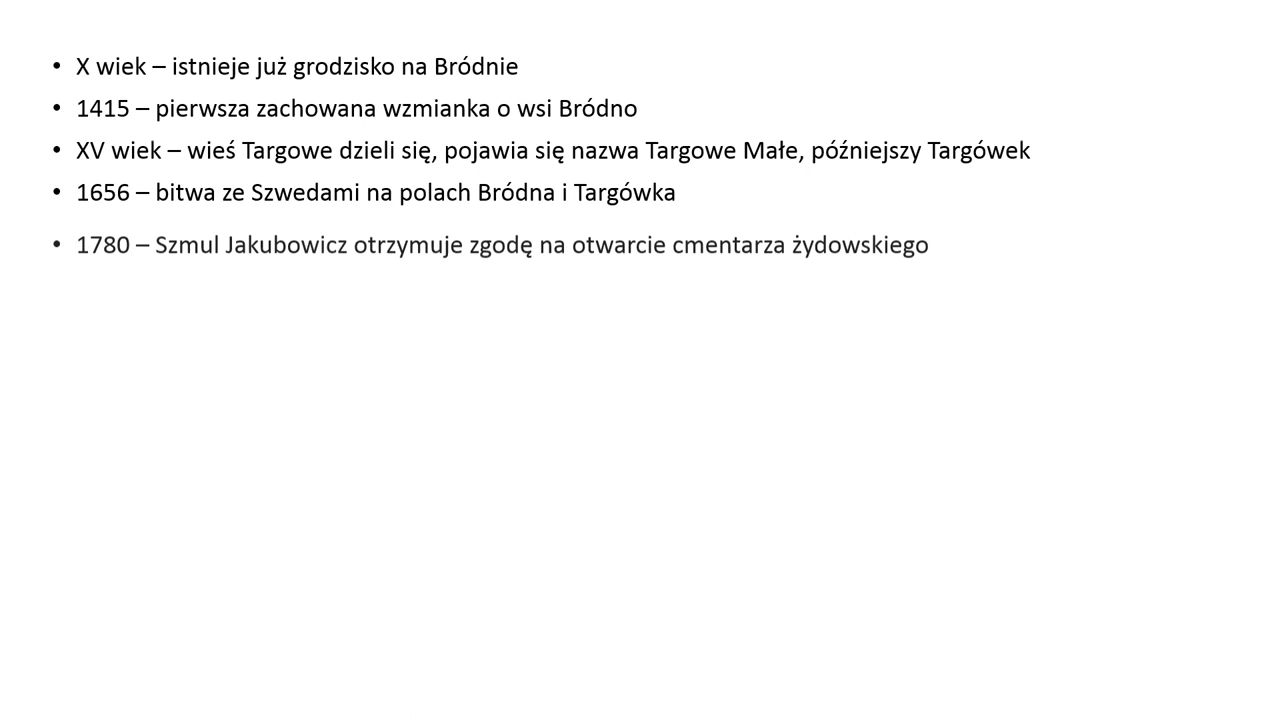 • X wiek – istnieje już grodzisko na Bródnie
• 1415 – pierwsza zachowana wzmianka o wsi Bródno
• XV wiek – wieś Targowe dzieli się, pojawia się nazwa Targowe Małe, późniejszy Targówek
• 1656 – bitwa ze Szwedami na polach Bródna i Targówka
• 1780 – Szmul Jakubowicz otrzymuje zgodę na otwarcie cmentarza żydowskiego